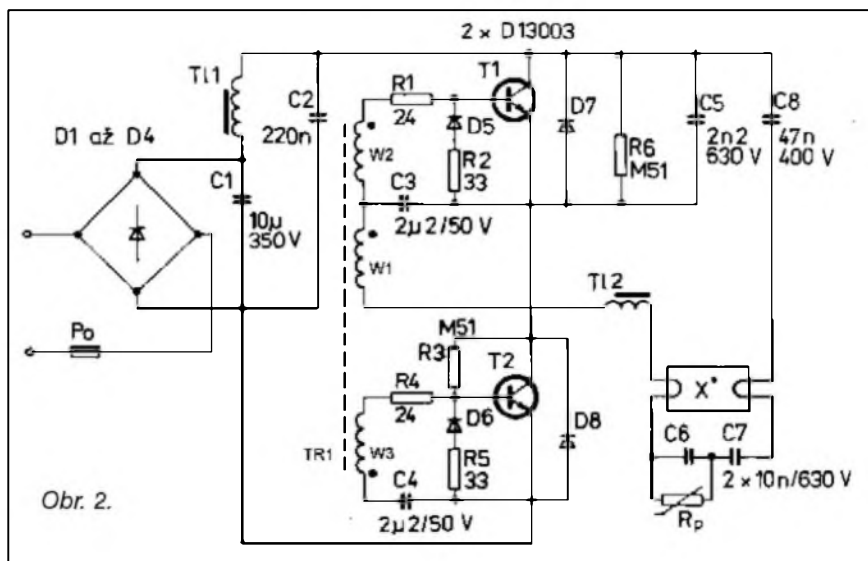 2 x D13003
Tl1
D1 až D4
C1
10µ
350 V
C2
220n
R1
24
D5
R2
33
T1
D7
R6
M51
C5
2n2
630 V
C8
47n
400 V
W2
C3
2µ2/50 V
W1
Tl2
Po
M51
R3
T2
R4
24
D6
R5
33
D8
TR1
W3
C4
2µ2/50 V
X*
C6
C7
2 x 10n/630 V
Rp
Obr. 2.